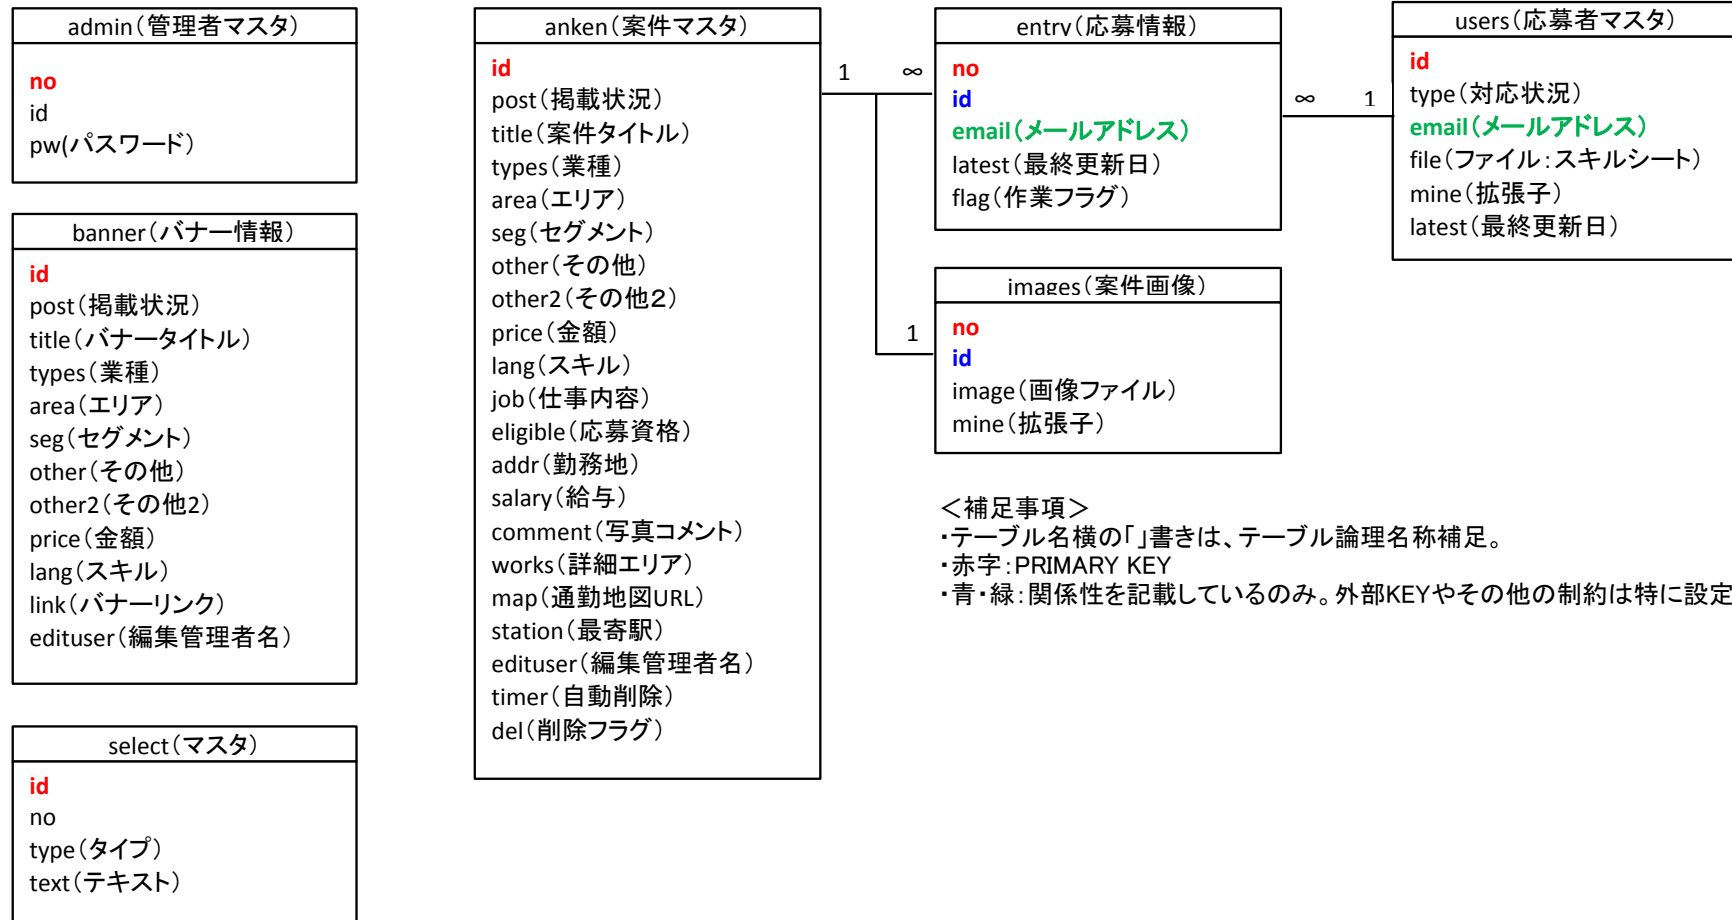 admin（管理者マスタ）
no
id
pw(パスワード）
banner（バナー情報）
id
post（掲載状況）
title（バナータイトル）
types（業種）
area（エリア）
seg（セグメント）
other（その他）
other2（その他2）
price（金額）
lang（スキル）
link（バナーリンク）
edituser（編集管理者名）
select（マスタ）
id
no
type（タイプ）
text（テキスト）
anken（案件マスタ）
id
post（掲載状況）
title（案件タイトル）
types（業種）
area（エリア）
seg（セグメント）
other（その他）
other2（その他２）
price（金額）
lang（スキル）
job（仕事内容）
eligible（応募資格）
addr（勤務地）
salary（給与）
comment（写真コメント）
works（詳細エリア）
map（通勤地図URL）
station（最寄駅）
edituser（編集管理者名）
timer（自動削除）
del（削除フラグ）
1 ∞
1
entry（応募情報）
no
id
email（メールアドレス）
latest（最終更新日）
flag（作業フラグ）
images（案件画像）
no
id
image（画像ファイル）
mine（拡張子）
∞ 1
users（応募者マスタ）
id
type（対応状況）
email（メールアドレス）
file（ファイル：スキルシート）
mine（拡張子）
latest（最終更新日）
＜補足事項＞
・テーブル名横の「」書きは、テーブル論理名称補足。
・赤字：PRIMARY KEY
・青・緑：関係性を記載しているのみ。外部KEYやその他の制約は特に設定